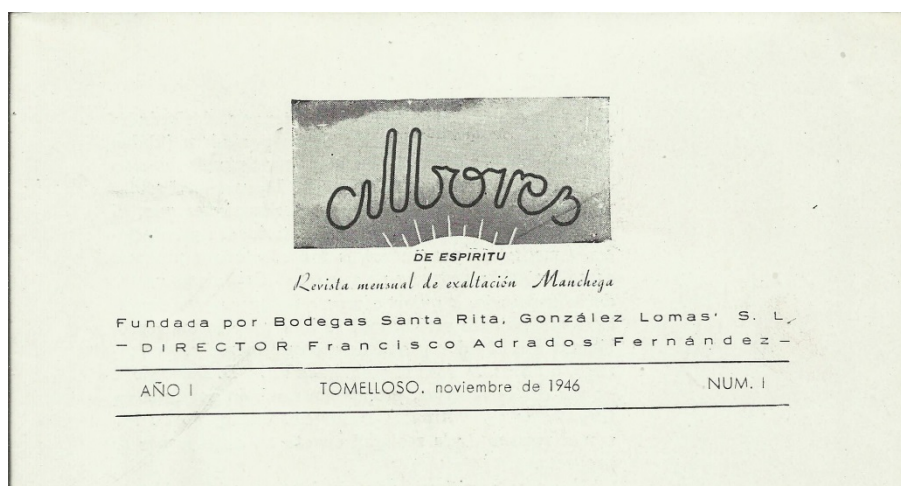 albores
DE ESPIRITU
Revista mensual de exaltación Manchega
Fundada por Bodegas Santa Rita, González Lomas' S. L.
- DIRECTOR Francisco Adrados Fernández -
AÑO I TOMELLOSO, noviembre de 1946 NUM. I